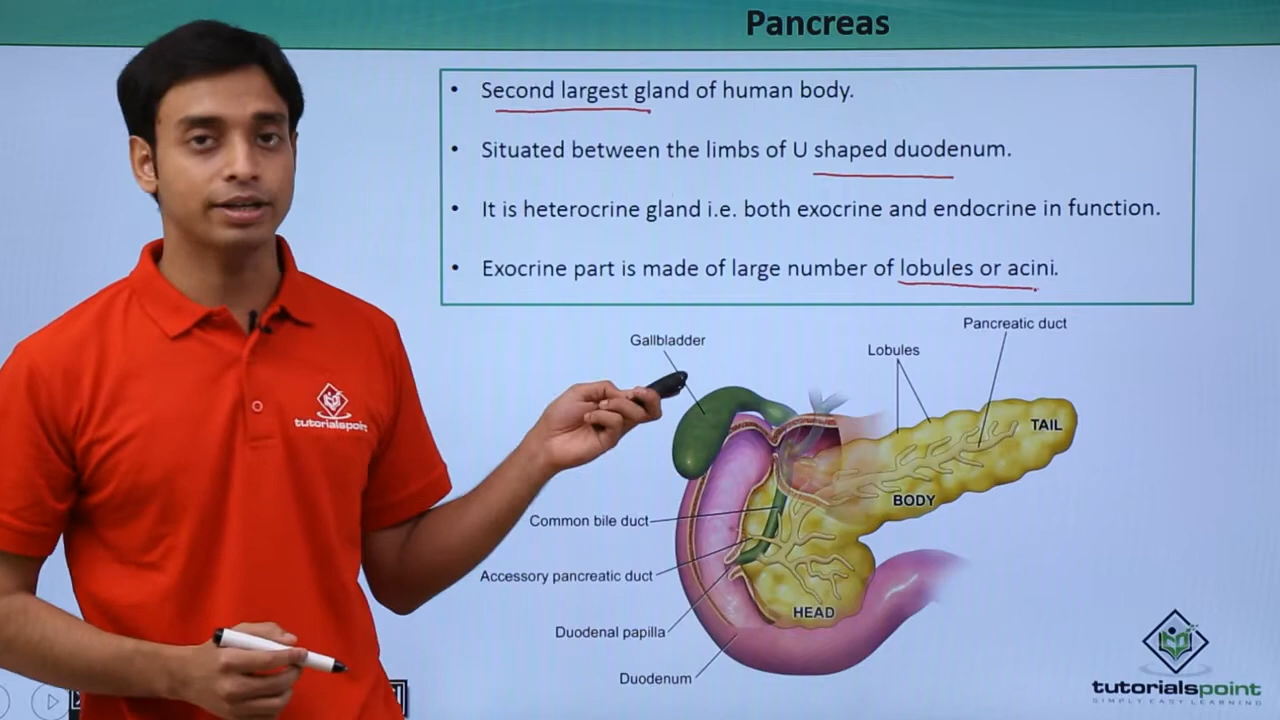 Pancreas
• Second largest gland of human body.
• Situated between the limbs of U shaped duodenum.
• It is heterocrine gland i.e. both exocrine and endocrine in function.
• Exocrine part is made of large number of lobules or acini.
Pancreatic duct
Gallbladder
Lobules
TAIL
BODY
Common bile duct
Accessory pancreatic duct
HEAD
Duodenal papilla
Duodenum
tutorialspoint
tutorialspoint
SIMPLY EASY LEARNING